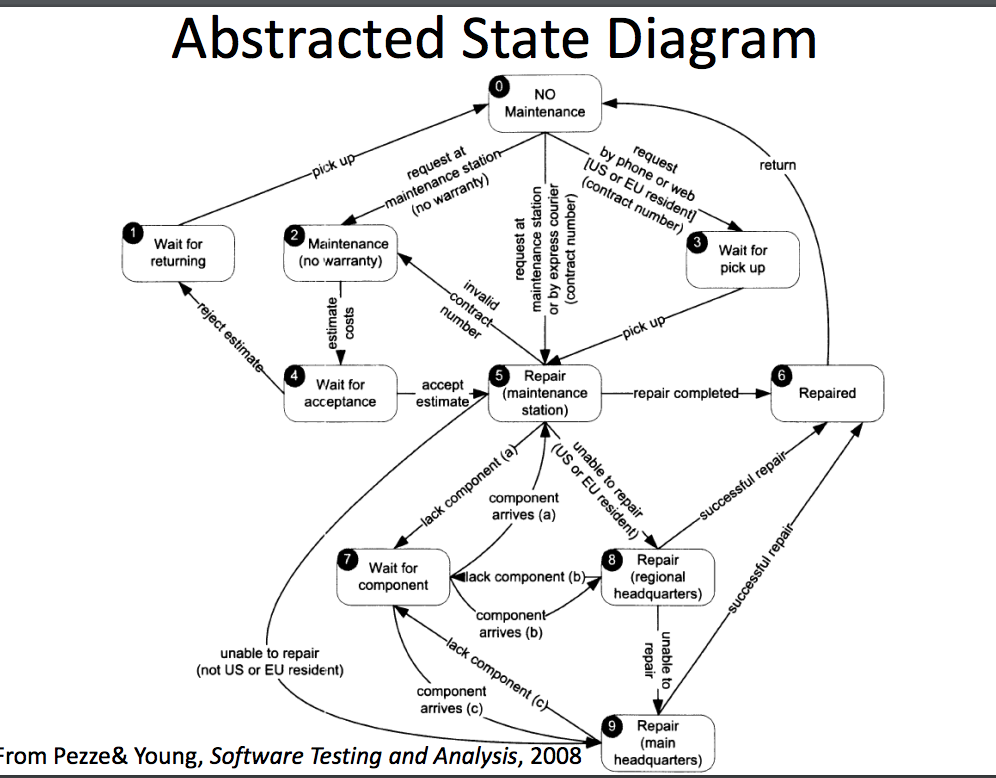 Abstracted State Diagram
0
NO
Maintenance
pick up
request at
maintenance station
(no warranty)
request at
maintenance station
or by express courier
(contract number)
request
by phone or web
[US or EU resident]
(contract number)
return
1
Wait for
returning
2
Maintenance
(no warranty)
3
Wait for
pick up
reject estimate
estimate
costs
invalid
contract
number
pick up
4
Wait for
acceptance
accept
estimate
5
Repair
(maintenance
station)
repair completed
6
Repaired
lack component (a)
component
arrives (a)
unable to repair
(US or EU resident)
successful repair
successful repair
7
Wait for
component
lack component (b)
component
arrives (b)
8
Repair
(regional
headquarters)
unable to repair
(not US or EU resident)
lack component (c)
component
arrives (c)
unable to
repair
9
Repair
(main
headquarters)
From Pezze& Young, Software Testing and Analysis, 2008